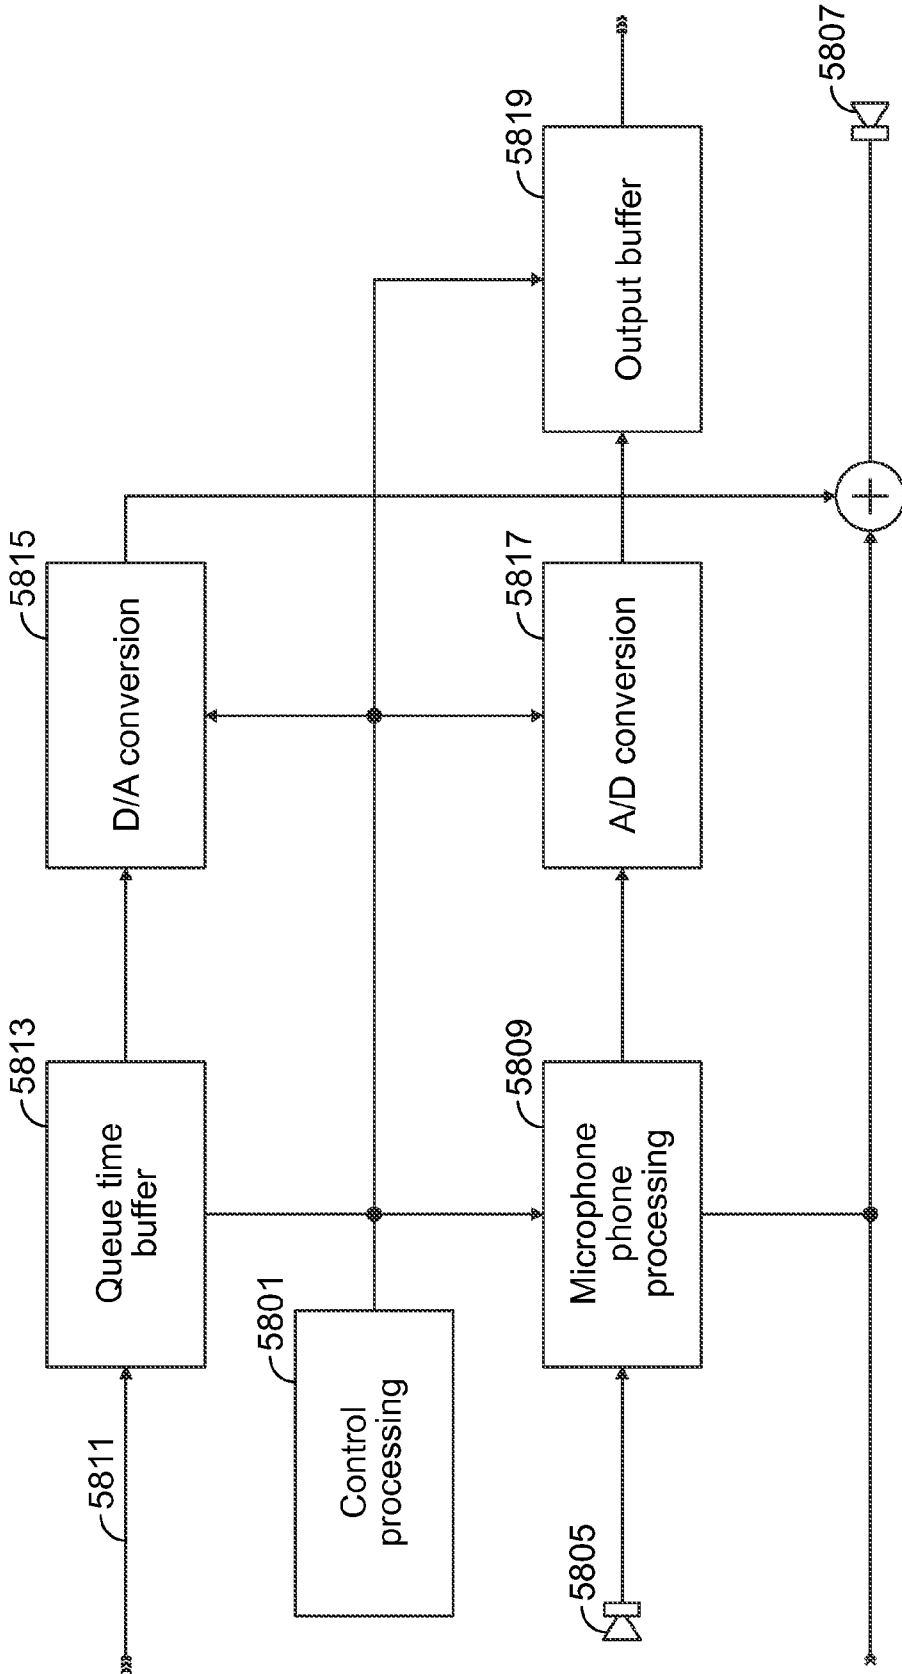 5811
5813
Queue time
buffer
5815
D/A conversion
5801
Control
processing
5805
5809
Microphone
phone
processing
5817
A/D conversion
5819
Output buffer
+
5807